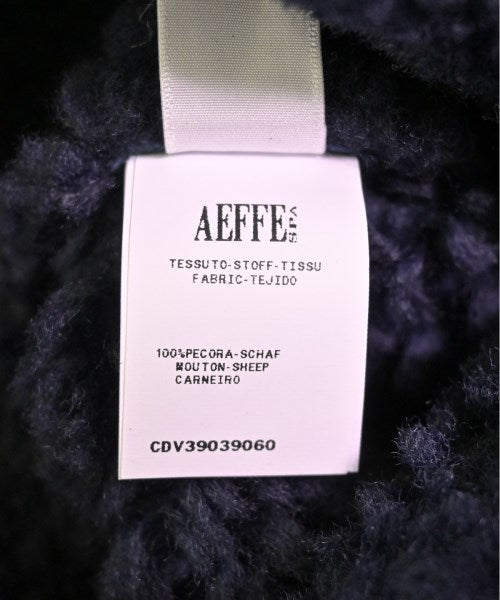 AEFFE SPA
TESSUTO-STOFF-TISSU
FABRIC-TEJIDO
100%PECORA-SCHAF
MOUTON-SHEEP
CARNEIRO
CDV39039060